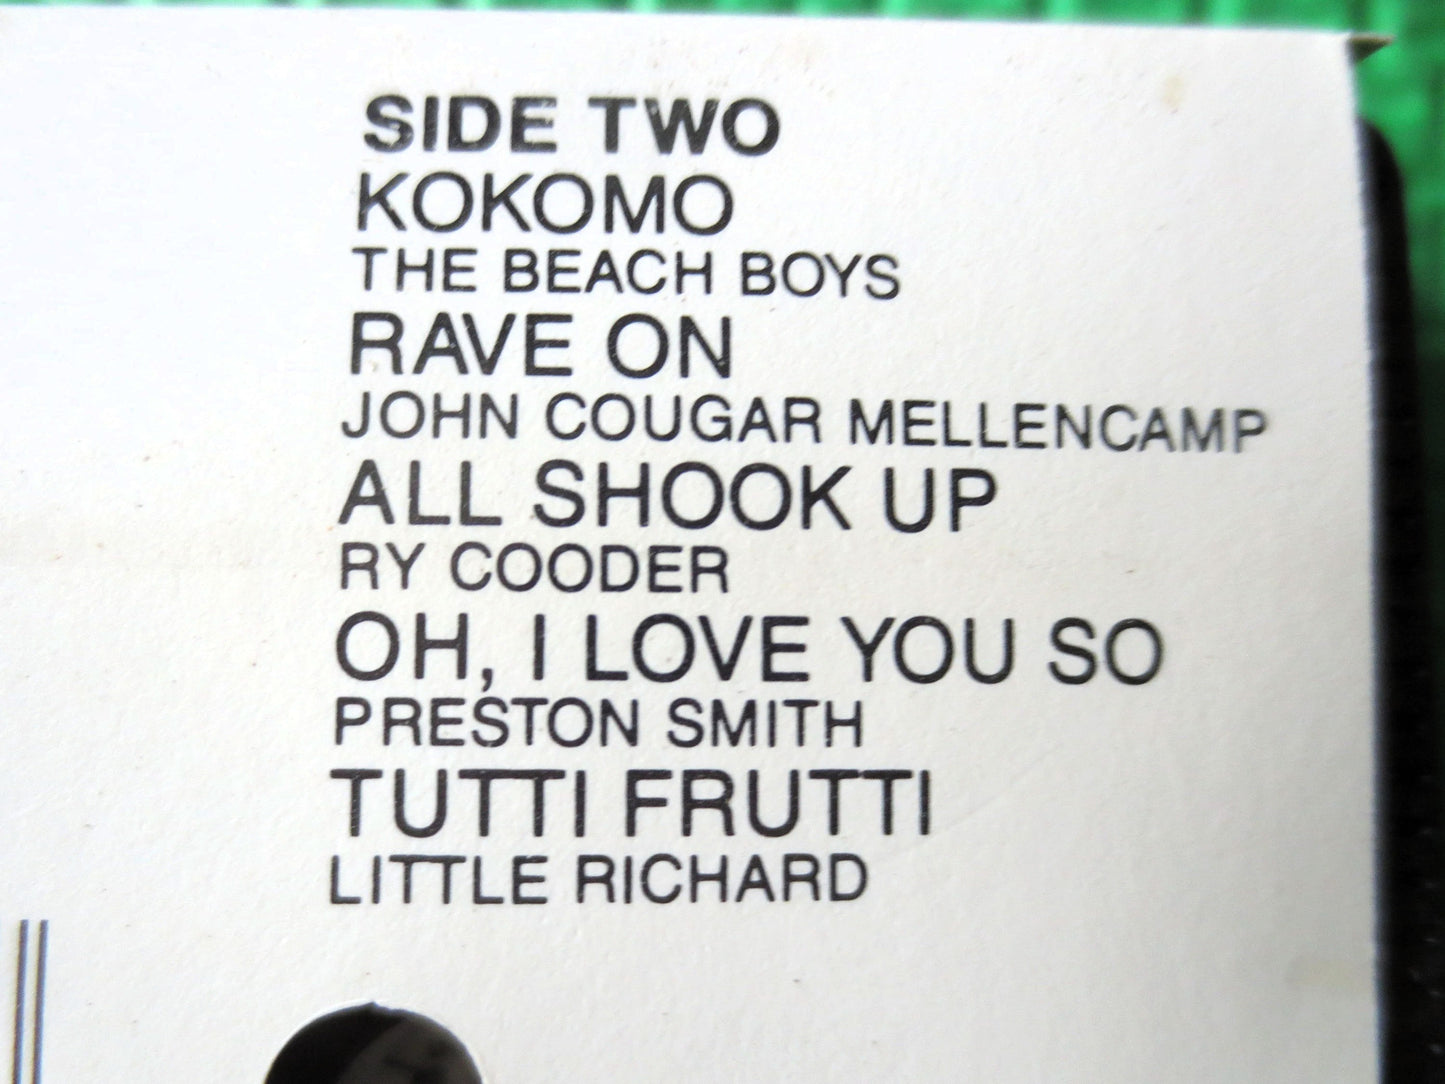 SIDE TWO
KOKOMO
THE BEACH BOYS
RAVE ON
JOHN COUGAR MELLENCAMP
ALL SHOOK UP
RY COODER
OH, I LOVE YOU SO
PRESTON SMITH
TUTTI FRUTTI
LITTLE RICHARD